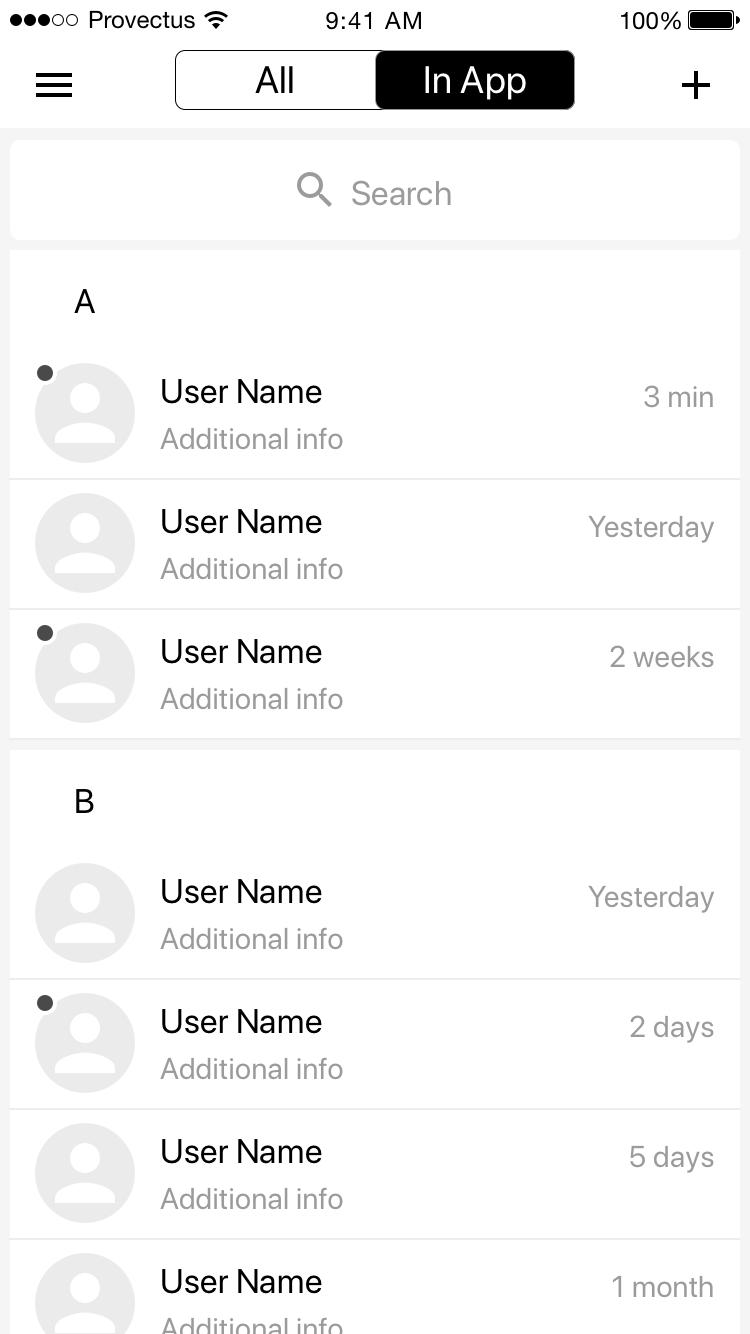 Provectus 9:41 AM 100%
All In App
Search
A
User Name 3 min
Additional info
User Name Yesterday
Additional info
User Name 2 weeks
Additional info
B
User Name Yesterday
Additional info
User Name 2 days
Additional info
User Name 5 days
Additional info
User Name 1 month
Additional info